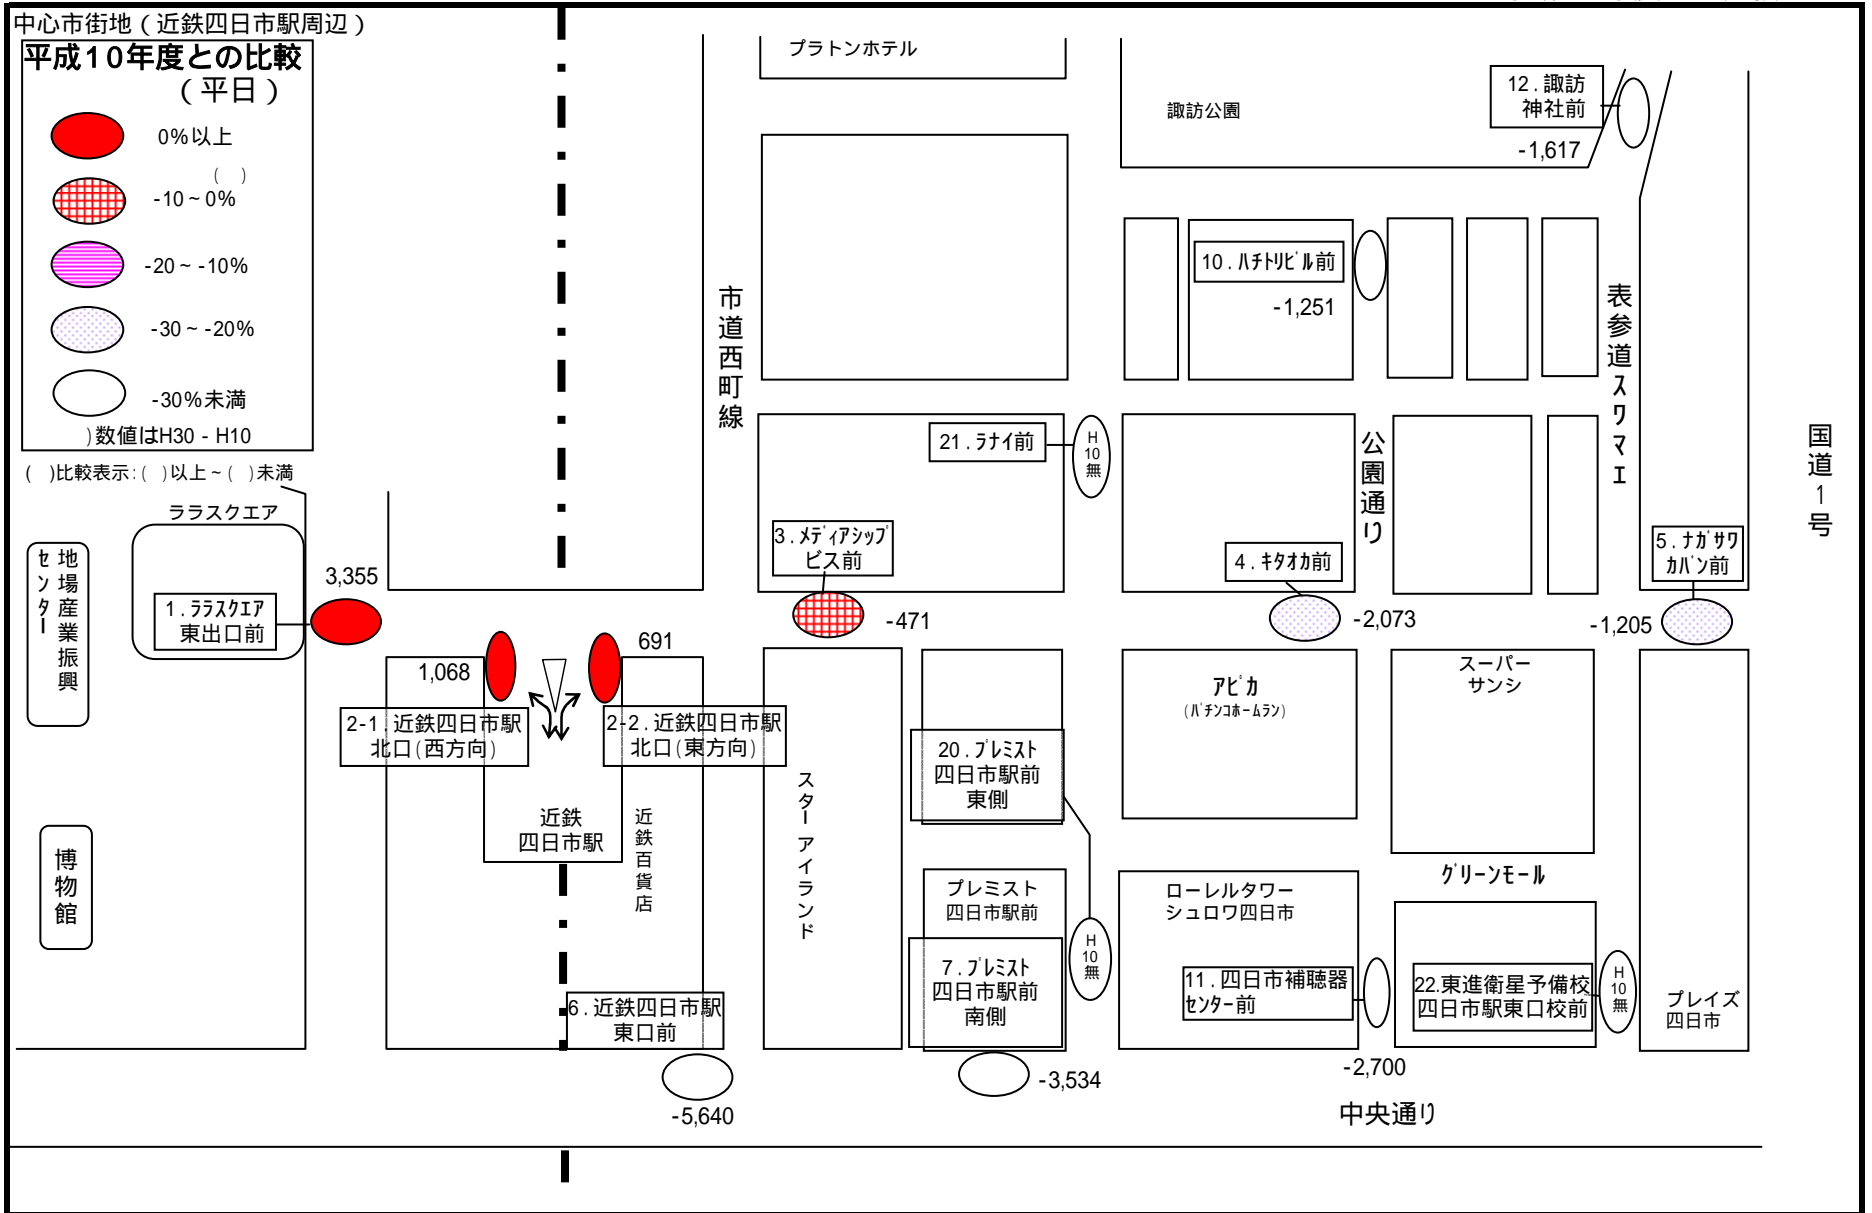 中心市街地（近鉄四日市駅周辺）
平成10年度との比較
（平日）
0%以上
(　)
-10～0%
-20～-10%
-30～-20%
-30%未満
)数値はH30 - H10
(　)比較表示:(　)以上～(　)未満
プラトンホテル
諏訪公園
12.諏訪
神社前
-1,617
10.ﾊﾁﾄﾘﾋﾞﾙ前
-1,251
市道西町線
表参道スワマエ
国道1号
公園通り
21.ﾗﾅｲ前
H
10
無
ララスクエア
地場産業振興
センター
3,355
1.ﾗﾗｽｸｴｱ
東出口前
3.ﾒﾃﾞｨｱｼｯﾌﾟ
ビス前
-471
4.ｷﾀｵｶ前
-2,073
5.ﾅｶﾞｻﾜ
ｶﾊﾞﾝ前
-1,205
1,068
691
2-1.近鉄四日市駅
北口(西方向)
2-2.近鉄四日市駅
北口(東方向)
近鉄
四日市駅
近鉄百貨店
スターアイランド
20.ﾌﾟﾚﾐｽﾄ
四日市駅前
東側
ｱﾋﾟｶ
(ﾊﾟﾁﾝｺﾎｰﾑﾗﾝ)
スーパー
サンシ
博物館
プレミスト
四日市駅前
7.ﾌﾟﾚﾐｽﾄ
四日市駅前
南側
H
10
無
ローレルタワー
シュロワ四日市
ｸﾞﾘｰﾝﾓｰﾙ
11.四日市補聴器
ｾﾝﾀｰ前
22.東進衛星予備校
四日市駅東口校前
H
10
無
プレイズ
四日市
6.近鉄四日市駅
東口前
-5,640
-3,534
-2,700
中央通り